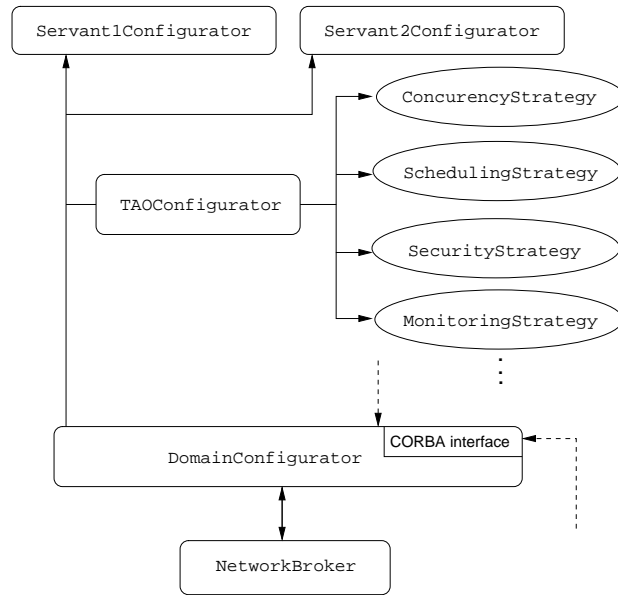 Servant1Configurator
Servant2Configurator
ConcurencyStrategy
SchedulingStrategy
TAOConfigurator
SecurityStrategy
MonitoringStrategy
CORBA interface
DomainConfigurator
NetworkBroker